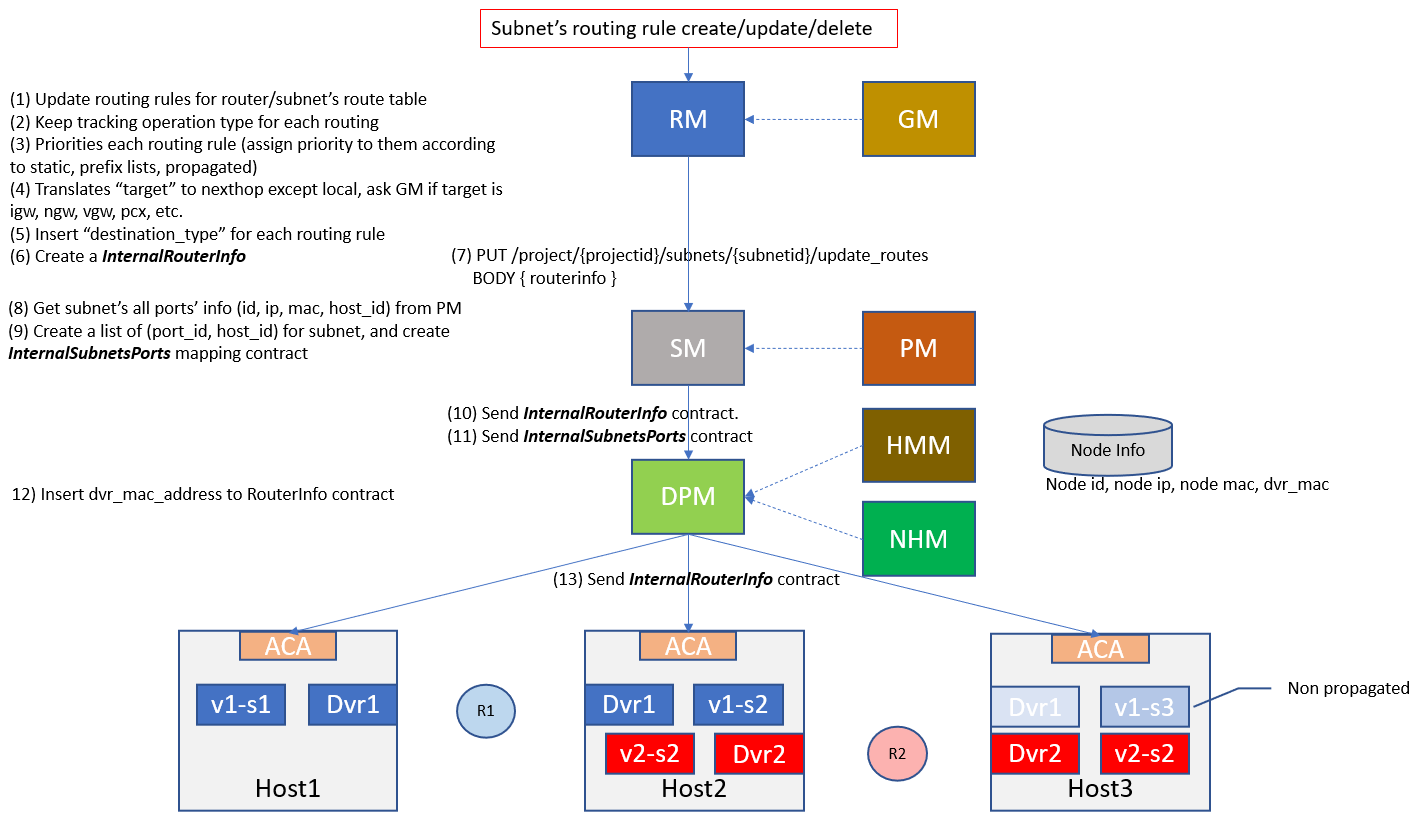 Subnet’s routing rule create/update/delete
RM
GM
(1) Update routing rules for router/subnet’s route table
(2) Keep tracking operation type for each routing
(3) Priorities each routing rule (assign priority to them according
to static, prefix lists, propagated)
(4) Translates “target” to nexthop except local, ask GM if target is
igw, ngw, vgw, pcx, etc.
(5) Insert “destination_type” for each routing rule
(6) Create a InternalRouterInfo
(7) PUT /project/{projectid}/subnets/{subnetid}/update_routes
BODY { routerinfo }
(8) Get subnet’s all ports’ info (id, ip, mac, host_id) from PM
(9) Create a list of (port_id, host_id) for subnet, and create
InternalSubnetsPorts mapping contract
SM
PM
(10) Send InternalRouterInfo contract.
(11) Send InternalSubnetsPorts contract
HMM
Node Info
Node id, node ip, node mac, dvr_mac
12) Insert dvr_mac_address to RouterInfo contract
DPM
NHM
(13) Send InternalRouterInfo contract
ACA
v1-s1
Dvr1
Host1
R1
ACA
Dvr1
v1-s2
v2-s2
Dvr2
Host2
R2
ACA
Dvr1
v1-s3
Dvr2
v2-s2
Host3
Non propagated